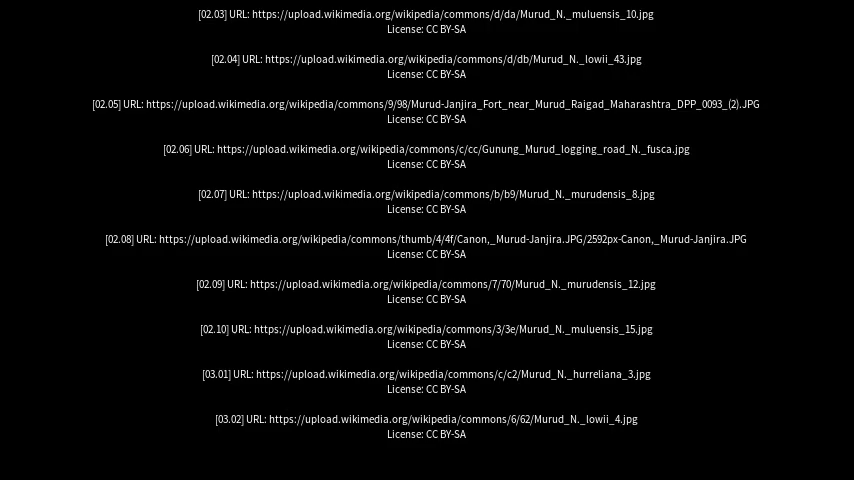 [02.03] URL: https://upload.wikimedia.org/wikipedia/commons/d/da/Murud_N._muluensis_10.jpg
License: CC BY-SA
[02.04] URL: https://upload.wikimedia.org/wikipedia/commons/d/db/Murud_N._lowii_43.jpg
License: CC BY-SA
[02.05] URL: https://upload.wikimedia.org/wikipedia/commons/9/98/Murud-Janjira_Fort_near_Murud_Raigad_Maharashtra_DPP_0093_(2).JPG
License: CC BY-SA
[02.06] URL: https://upload.wikimedia.org/wikipedia/commons/c/cc/Gunung_Murud_logging_road_N._fusca.jpg
License: CC BY-SA
[02.07] URL: https://upload.wikimedia.org/wikipedia/commons/b/b9/Murud_N._murudensis_8.jpg
License: CC BY-SA
[02.08] URL: https://upload.wikimedia.org/wikipedia/commons/thumb/4/4f/Canon,_Murud-Janjira.JPG/2592px-Canon,_Murud-Janjira.JPG
License: CC BY-SA
[02.09] URL: https://upload.wikimedia.org/wikipedia/commons/7/70/Murud_N._murudensis_12.jpg
License: CC BY-SA
[02.10] URL: https://upload.wikimedia.org/wikipedia/commons/3/3e/Murud_N._muluensis_15.jpg
License: CC BY-SA
[03.01] URL: https://upload.wikimedia.org/wikipedia/commons/c/c2/Murud_N._hurreliana_3.jpg
License: CC BY-SA
[03.02] URL: https://upload.wikimedia.org/wikipedia/commons/6/62/Murud_N._lowii_4.jpg
License: CC BY-SA